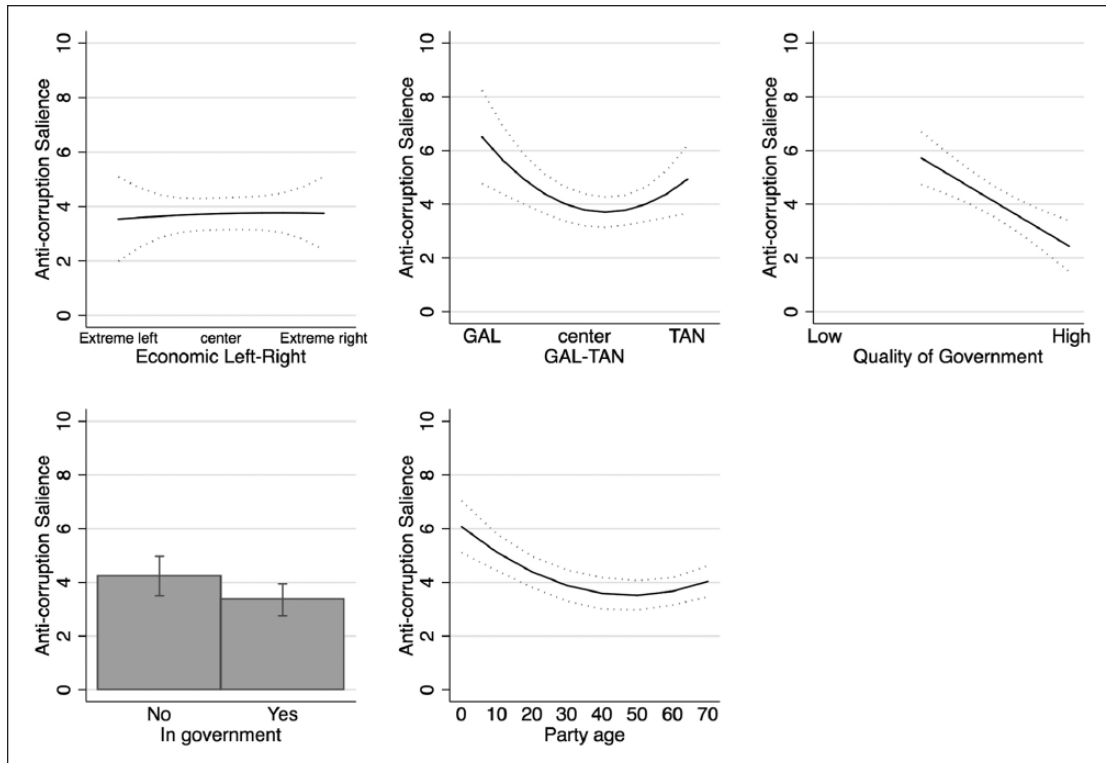 10
8
6
4
2
0
Anti-corruption Salience
Extreme left center Extreme right
Economic Left-Right
10
8
6
4
2
0
Anti-corruption Salience
GAL center TAN
GAL-TAN
10
8
6
4
2
0
Anti-corruption Salience
Low High
Quality of Government
10
8
6
4
2
0
Anti-corruption Salience
No Yes
In government
10
8
6
4
2
0
Anti-corruption Salience
0 10 20 30 40 50 60 70
Party age